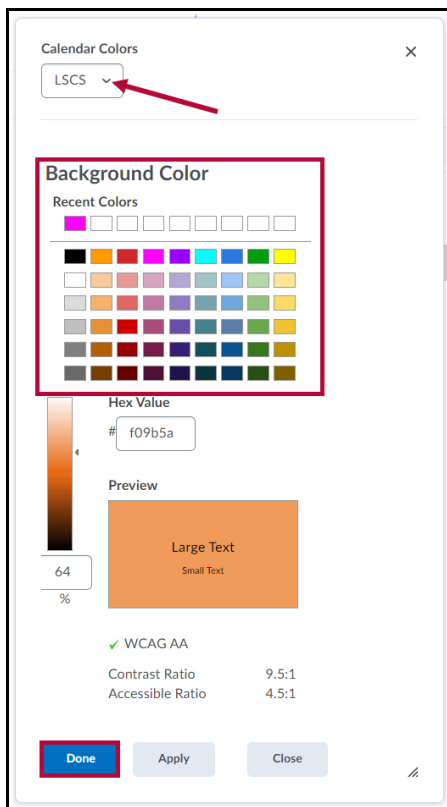 Calendar Colors
LSCS
Background Color
Recent Colors
Hex Value
# f09b5a
Preview
Large Text
64
Small Text
%
WCAG AA
Contrast Ratio 9.5:1
Accessible Ratio 4.5:1
Done Apply Close